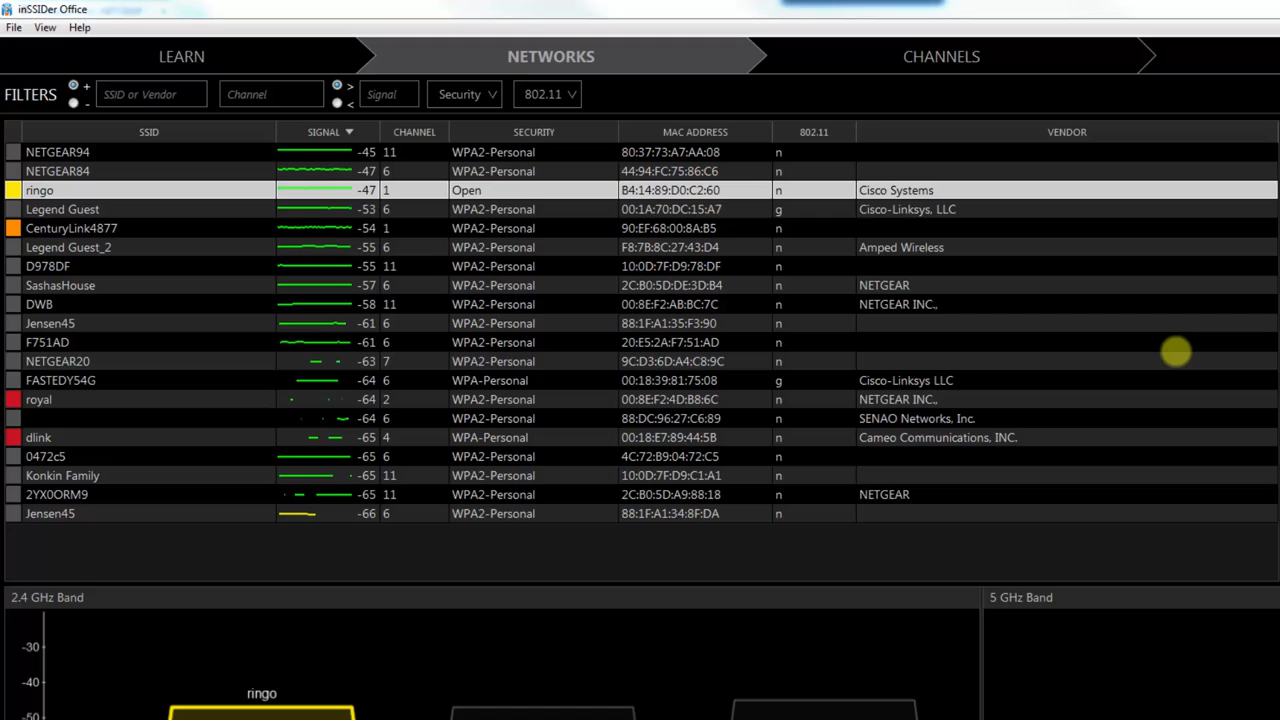 inSSIDer Office
File View Help
LEARN NETWORKS CHANNELS
FILTERS + - SSID or Vendor Channel > < Signal Security 802.11
SSID SIGNAL CHANNEL SECURITY MAC ADDRESS 802.11 VENDOR
NETGEAR94 -45 11 WPA2-Personal 80:37:73:A7:AA:08 n
NETGEAR84 -47 6 WPA2-Personal 44:94:FC:75:86:C6 n
ringo -47 1 Open B4:14:89:D0:C2:60 n Cisco Systems
Legend Guest -53 6 WPA2-Personal 00:1A:70:DC:15:A7 g Cisco-Linksys, LLC
CenturyLink4877 -54 1 WPA2-Personal 90:EF:68:00:8A:B5 n
Legend Guest_2 -55 6 WPA2-Personal F8:7B:8C:27:43:D4 n Amped Wireless
D978DF -55 11 WPA2-Personal 10:0D:7F:D9:78:DF n
SashasHouse -57 6 WPA2-Personal 2C:B0:5D:DE:3D:B4 n NETGEAR
DWB -58 11 WPA2-Personal 00:8E:F2:AB:BC:7C n NETGEAR INC.,
Jensen45 -61 6 WPA2-Personal 88:1F:A1:35:F3:90 n
F751AD -61 6 WPA2-Personal 20:E5:2A:F7:51:AD n
NETGEAR20 -63 7 WPA2-Personal 9C:D3:6D:A4:C8:9C n
FASTEDY54G -64 6 WPA-Personal 00:18:39:81:75:08 g Cisco-Linksys LLC
royal -64 2 WPA2-Personal 00:8E:F2:4D:B8:6C n NETGEAR INC.,
-64 6 WPA2-Personal 88:DC:96:27:C6:89 n SENAO Networks, Inc.
dlink -65 4 WPA-Personal 00:18:E7:89:44:5B n Cameo Communications, INC.
0472c5 -65 6 WPA2-Personal 4C:72:B9:04:72:C5 n
Konkin Family -65 11 WPA2-Personal 10:0D:7F:D9:C1:A1 n
2YX0ORM9 -65 11 WPA2-Personal 2C:B0:5D:A9:88:18 n NETGEAR
Jensen45 -66 6 WPA2-Personal 88:1F:A1:34:8F:DA n
2.4 GHz Band 5 GHz Band
-30
-40
ringo
-50